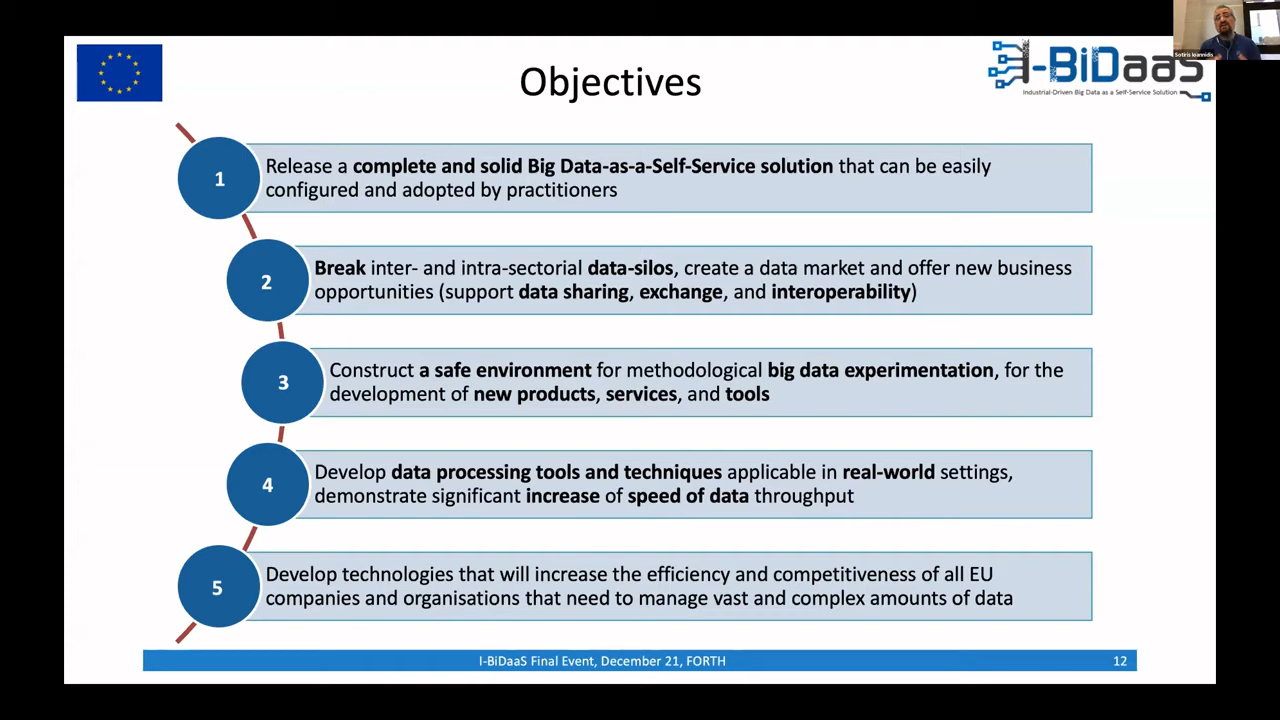 Sotiris Ioannidis
Objectives
I-BiDaaS
Industrial-Driven Big Data as a Self-Service Solution
1
Release a complete and solid Big Data-as-a-Self-Service solution that can be easily
configured and adopted by practitioners
2
Break inter- and intra-sectorial data-silos, create a data market and offer new business
opportunities (support data sharing, exchange, and interoperability)
3
Construct a safe environment for methodological big data experimentation, for the
development of new products, services, and tools
4
Develop data processing tools and techniques applicable in real-world settings,
demonstrate significant increase of speed of data throughput
5
Develop technologies that will increase the efficiency and competitiveness of all EU
companies and organisations that need to manage vast and complex amounts of data
I-BiDaaS Final Event, December 21, FORTH
12